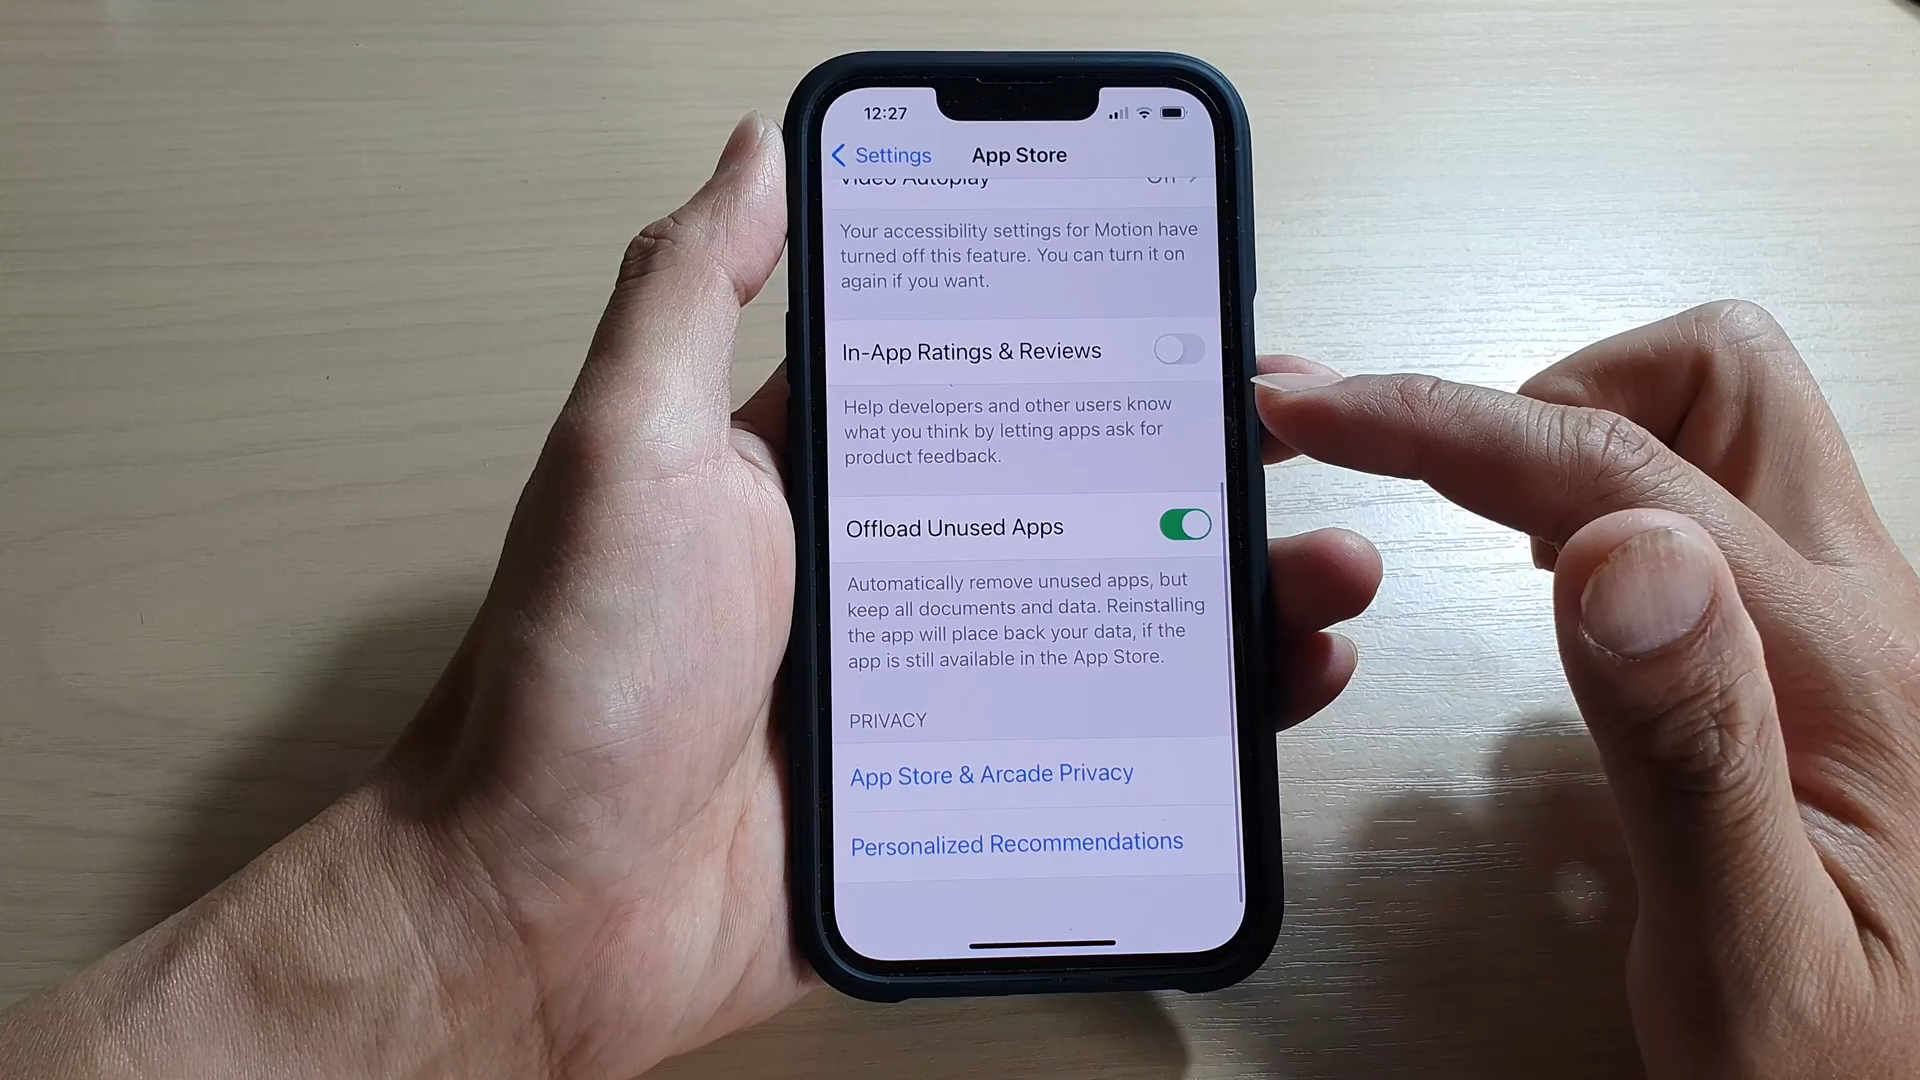 12:27
Settings
App Store
Video Autoplay
Your accessibility settings for Motion have
turned off this feature. You can turn it on
again if you want.
In-App Ratings & Reviews
Help developers and other users know
what you think by letting apps ask for
product feedback.
Offload Unused Apps
Automatically remove unused apps, but
keep all documents and data. Reinstalling
the app will place back your data, if the
app is still available in the App Store.
PRIVACY
App Store & Arcade Privacy
Personalized Recommendations